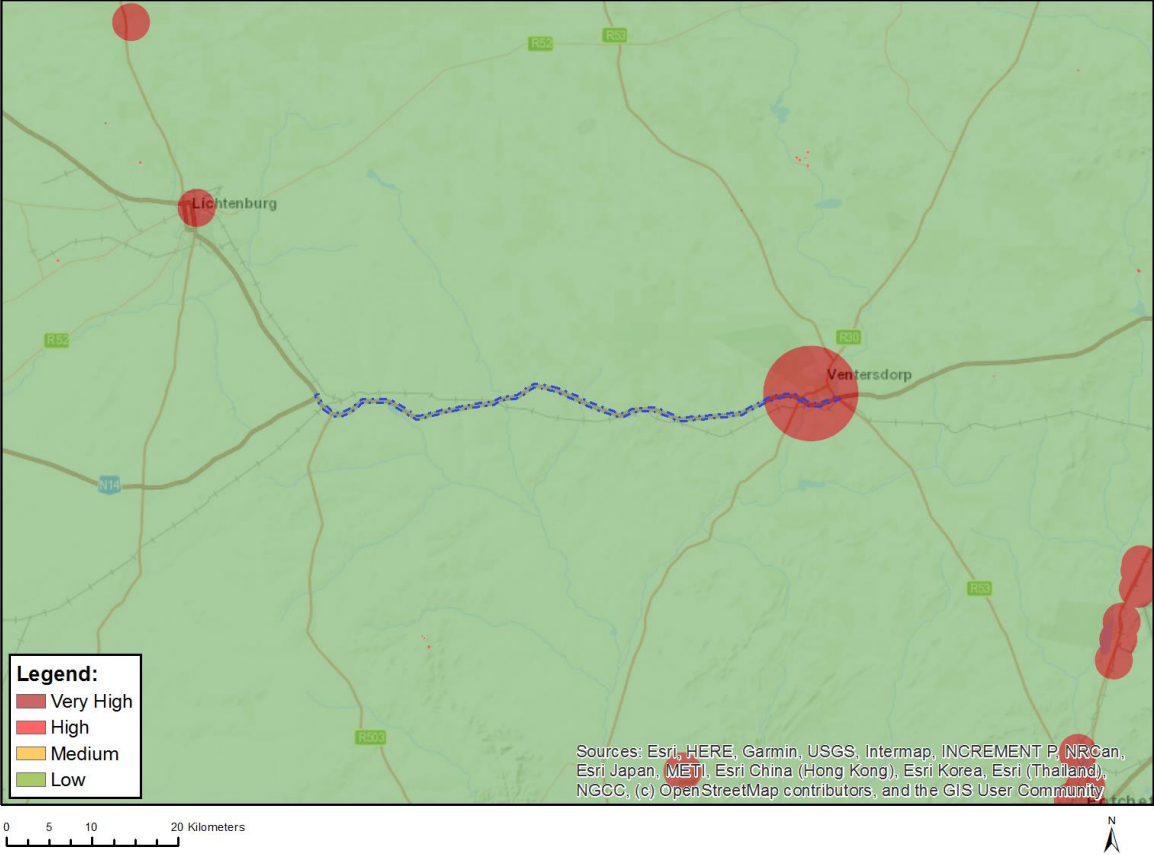 R52
R53
Lichtenburg
R52
R30
Ventersdorp
N14
R53
Legend:
Very High
High
Medium
Low
R503
Sources: Esri, HERE, Garmin, USGS, Intermap, INCREMENT P, NRCan,
Esri Japan, METI, Esri China (Hong Kong), Esri Korea, Esri (Thailand),
NGCC, (c) OpenStreetMap contributors, and the GIS User Community
0 5 10 20 Kilometers
N